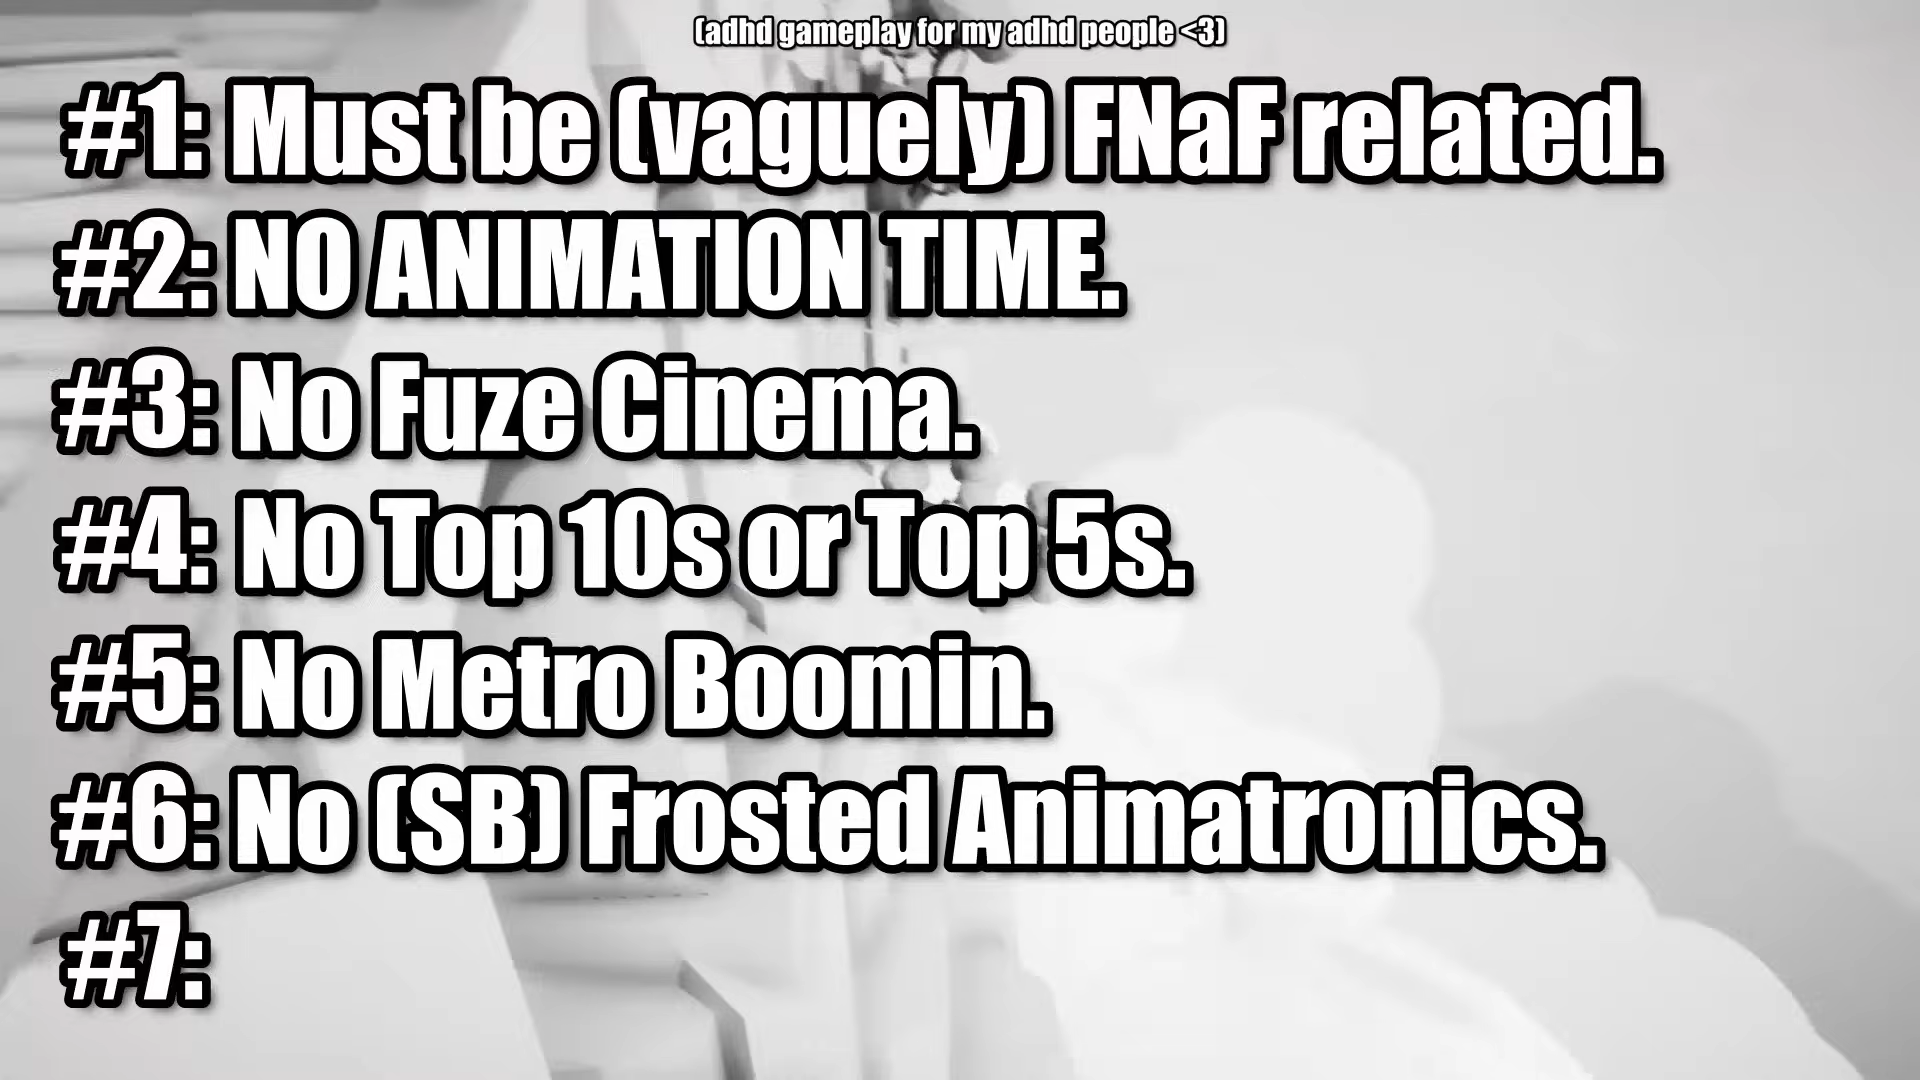 (adhd gameplay for my adhd people <3)
#1: Must be (vaguely) FNaF related.
#2: NO ANIMATION TIME.
#3: No Fuze Cinema.
#4: No Top 10s or Top 5s.
#5: No Metro Boomin.
#6: No (SB) Frosted Animatronics.
#7: